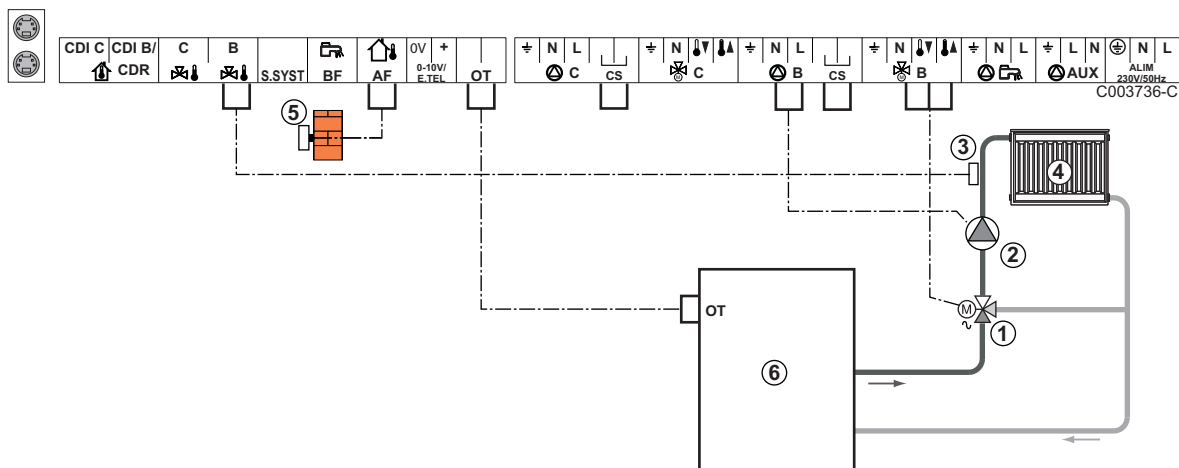 CDI C CDI B/ CDR
C
B
S.SYST
BF
AF
0V +
0-10V/
E.TEL
OT
N L
C
CS
N
M
C
N L
B
CS
N
M
B
N L
L N
AUX
N L
ALIM
230V/50Hz
C003736-C
5
3
4
2
M
1
OT
6